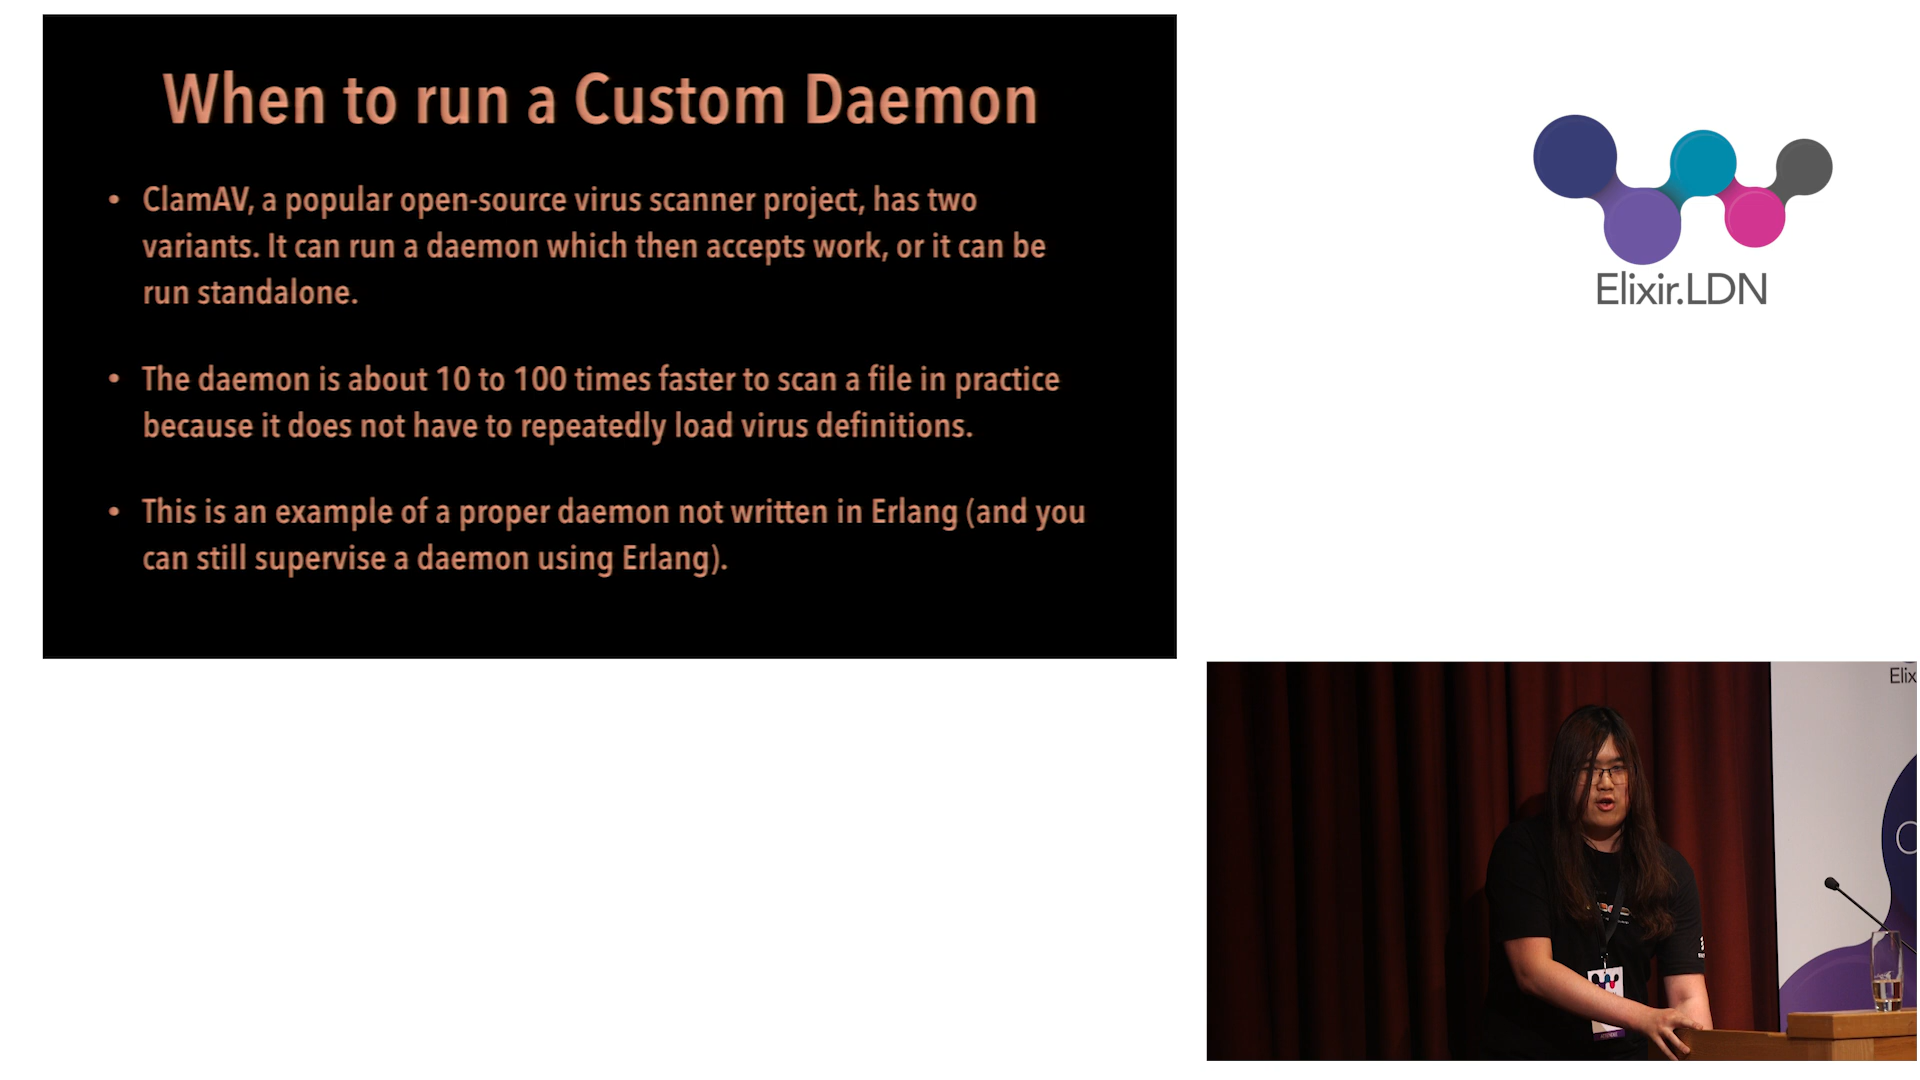 When to run a Custom Daemon
• ClamAV, a popular open-source virus scanner project, has two
variants. It can run a daemon which then accepts work, or it can be
run standalone.
• The daemon is about 10 to 100 times faster to scan a file in practice
because it does not have to repeatedly load virus definitions.
• This is an example of a proper daemon not written in Erlang (and you
can still supervise a daemon using Erlang).
Elixir.LDN
Elix